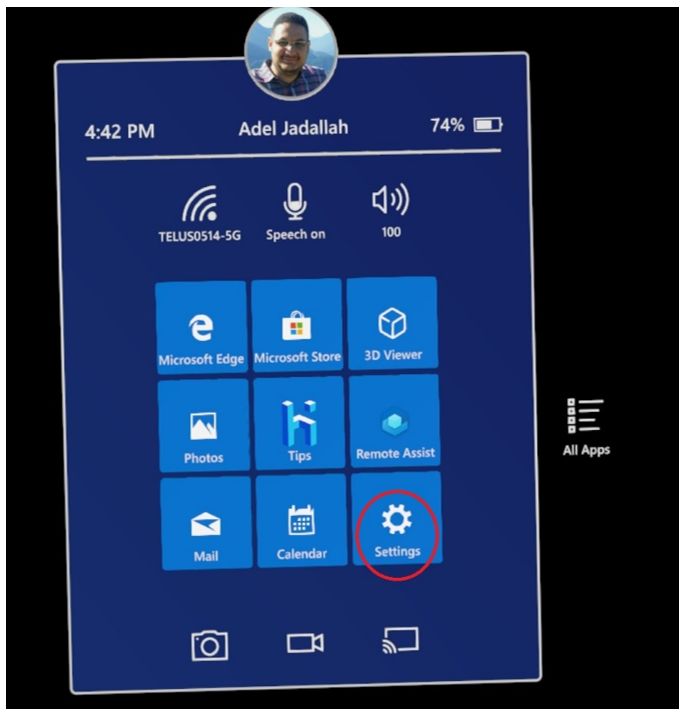 4:42 PM Adel Jadallah 74%
TELUS0514-5G Speech on 100
Microsoft Edge Microsoft Store 3D Viewer
Photos Tips Remote Assist
All Apps
Mail Calendar Settings